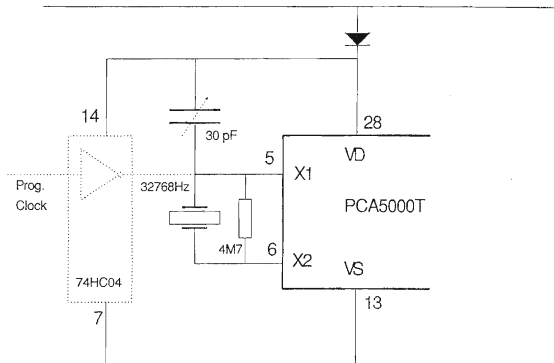 14
30 pF
28
5
VD
X1
Prog.
Clock
32768Hz
PCA5000T
4M7
6
X2
VS
74HC04
7
13